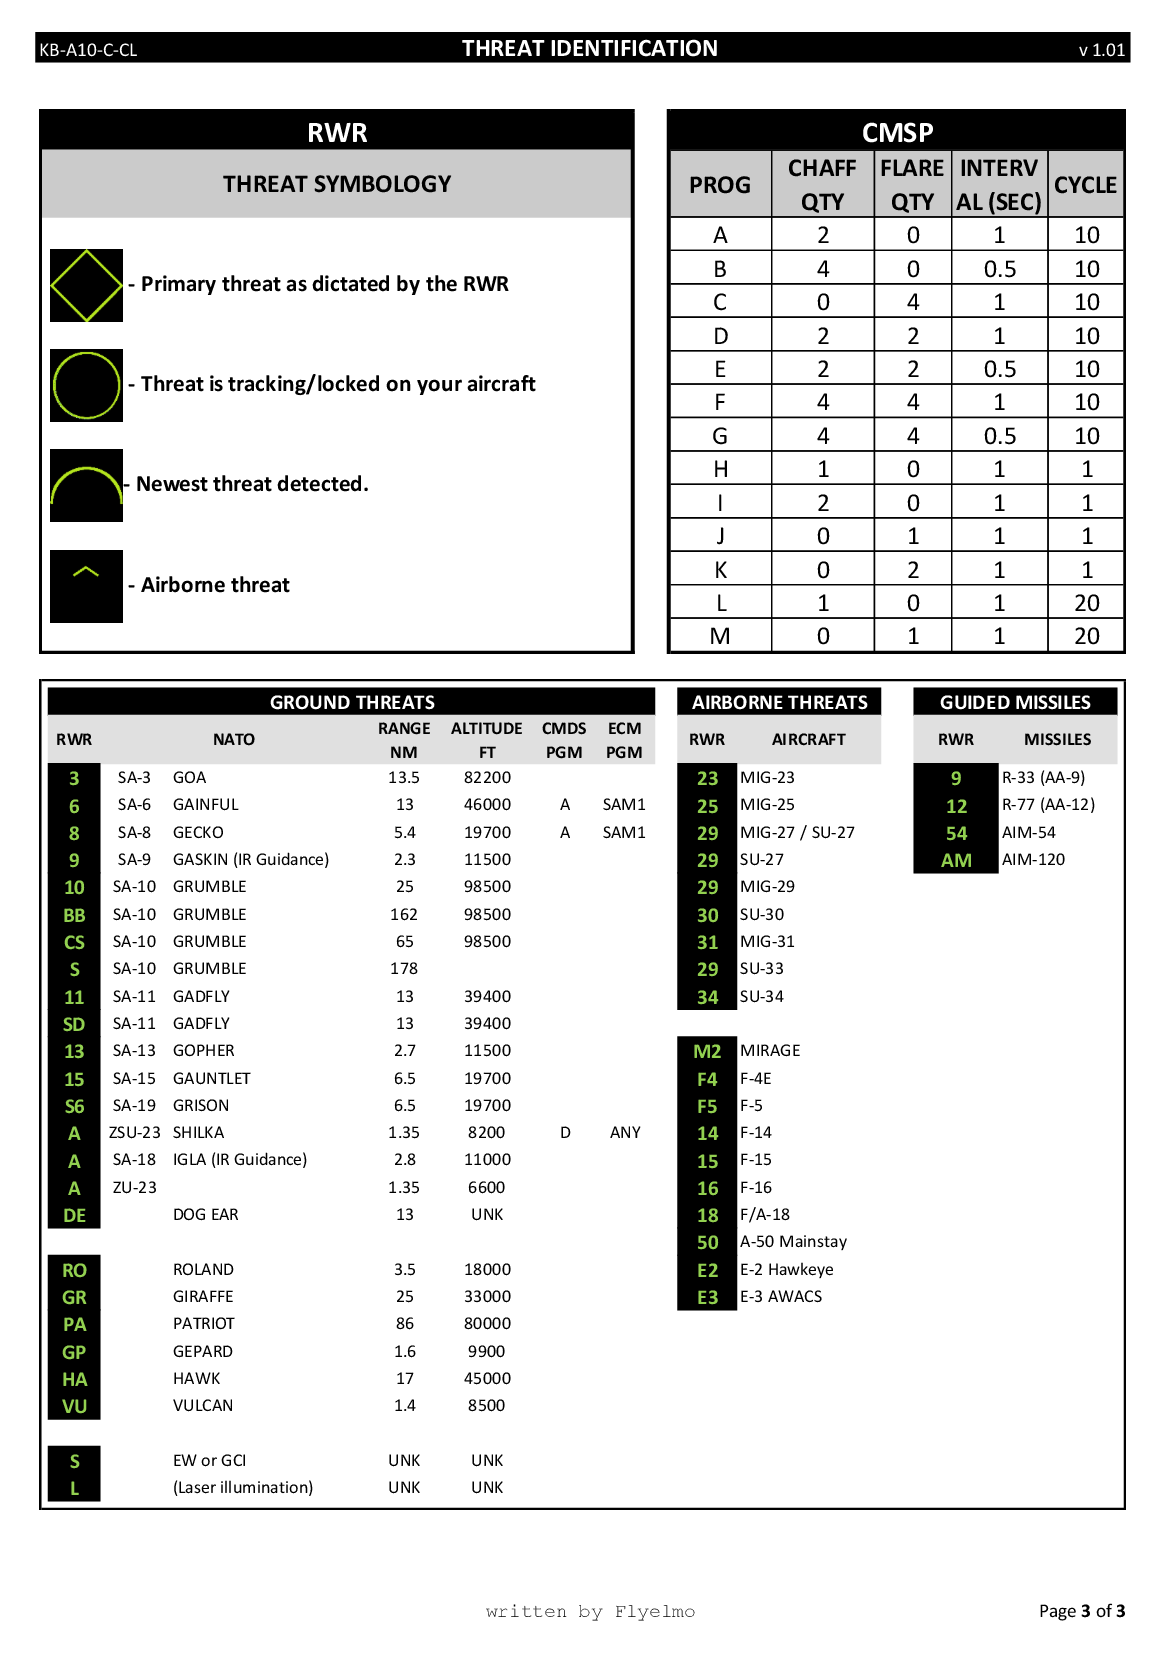 KB-A10-C-CL THREAT IDENTIFICATION v 1.01
RWR
THREAT SYMBOLOGY
- Primary threat as dictated by the RWR
- Threat is tracking/locked on your aircraft
- Newest threat detected.
- Airborne threat
CMSP
PROG CHAFF QTY FLARE QTY INTERV AL (SEC) CYCLE
A 2 0 1 10
B 4 0 0.5 10
C 0 4 1 10
D 2 2 1 10
E 2 2 0.5 10
F 4 4 1 10
G 4 4 0.5 10
H 1 0 1 1
I 2 0 1 1
J 0 1 1 1
K 0 2 1 1
L 1 0 1 20
M 0 1 1 20
GROUND THREATS
RWR NATO RANGE NM ALTITUDE FT CMDS PGM ECM PGM
3 SA-3 GOA 13.5 82200
6 SA-6 GAINFUL 13 46000 A SAM1
8 SA-8 GECKO 5.4 19700 A SAM1
9 SA-9 GASKIN (IR Guidance) 2.3 11500
10 SA-10 GRUMBLE 25 98500
BB SA-10 GRUMBLE 162 98500
CS SA-10 GRUMBLE 65 98500
S SA-10 GRUMBLE 178
11 SA-11 GADFLY 13 39400
SD SA-11 GADFLY 13 39400
13 SA-13 GOPHER 2.7 11500
15 SA-15 GAUNTLET 6.5 19700
S6 SA-19 GRISON 6.5 19700
A ZSU-23 SHILKA 1.35 8200 D ANY
A SA-18 IGLA (IR Guidance) 2.8 11000
A ZU-23 1.35 6600
DE DOG EAR 13 UNK
RO ROLAND 3.5 18000
GR GIRAFFE 25 33000
PA PATRIOT 86 80000
GP GEPARD 1.6 9900
HA HAWK 17 45000
VU VULCAN 1.4 8500
S EW or GCI UNK UNK
L (Laser illumination) UNK UNK
AIRBORNE THREATS
RWR AIRCRAFT
23 MIG-23
25 MIG-25
29 MIG-27 / SU-27
29 SU-27
29 MIG-29
30 SU-30
31 MIG-31
29 SU-33
34 SU-34
M2 MIRAGE
F4 F-4E
F5 F-5
14 F-14
15 F-15
16 F-16
18 F/A-18
50 A-50 Mainstay
E2 E-2 Hawkeye
E3 E-3 AWACS
GUIDED MISSILES
RWR MISSILES
9 R-33 (AA-9)
12 R-77 (AA-12)
54 AIM-54
AM AIM-120
written by Flyelmo
Page 3 of 3